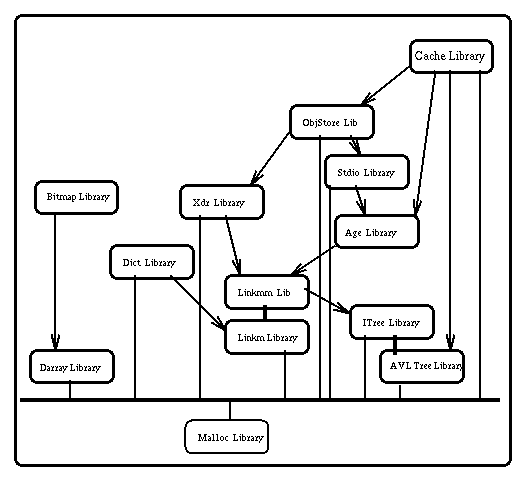 Cache Library
ObjStore Lib
Stdio Library
Bitmap Library
Xdr Library
Age Library
Dict Library
Linkmm Lib
ITree Library
Linkm Library
Darray Library
AVL Tree Library
Malloc Library